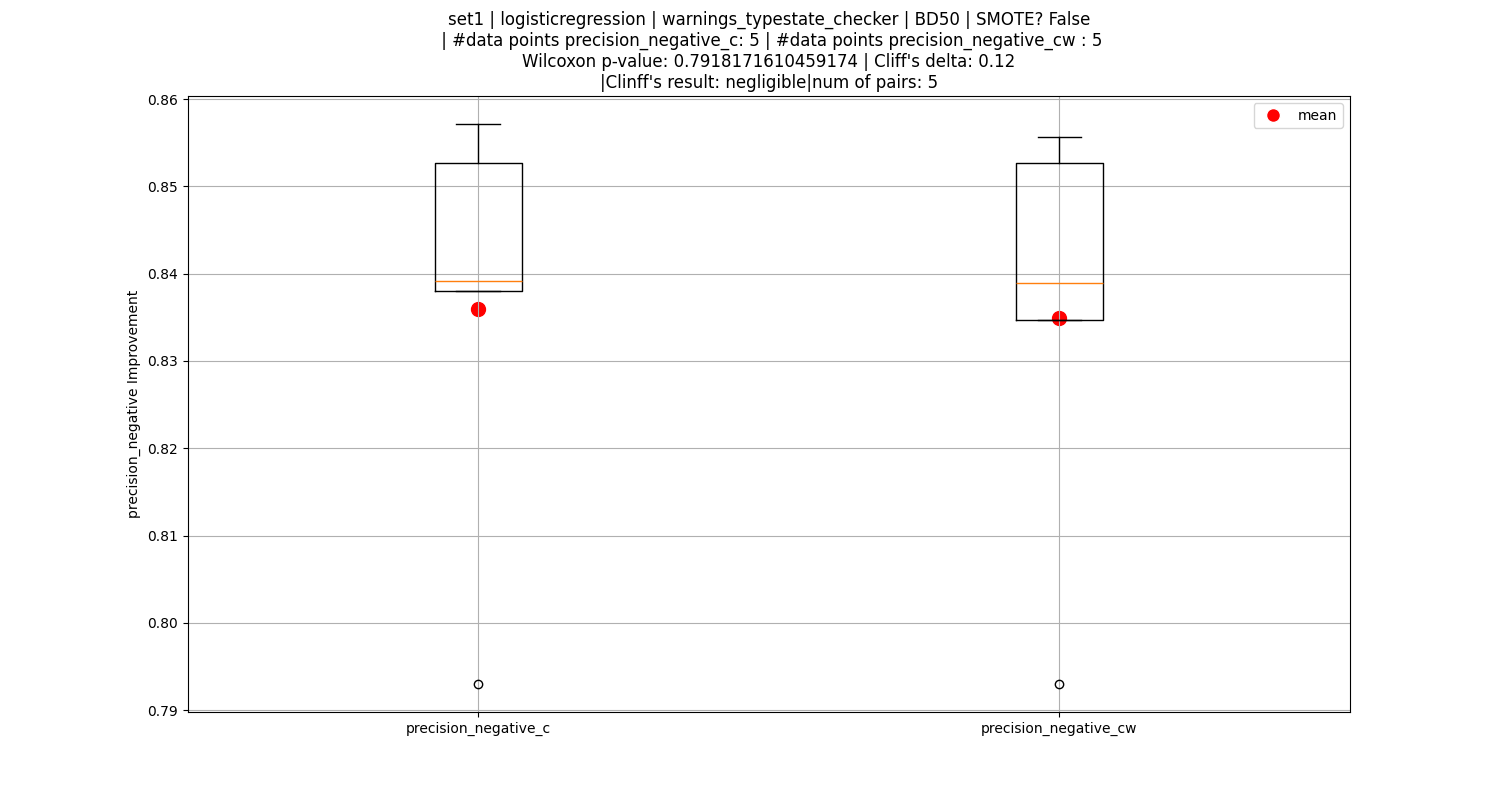 set1 | logisticregression | warnings_typestate_checker | BD50 | SMOTE? False
| #data points precision_negative_c: 5 | #data points precision_negative_cw : 5
Wilcoxon p-value: 0.7918171610459174 | Cliff's delta: 0.12
|Clinff's result: negligible|num of pairs: 5
mean
0.86
0.85
0.84
0.83
0.82
0.81
0.80
0.79
precision_negative Improvement
precision_negative_c
precision_negative_cw